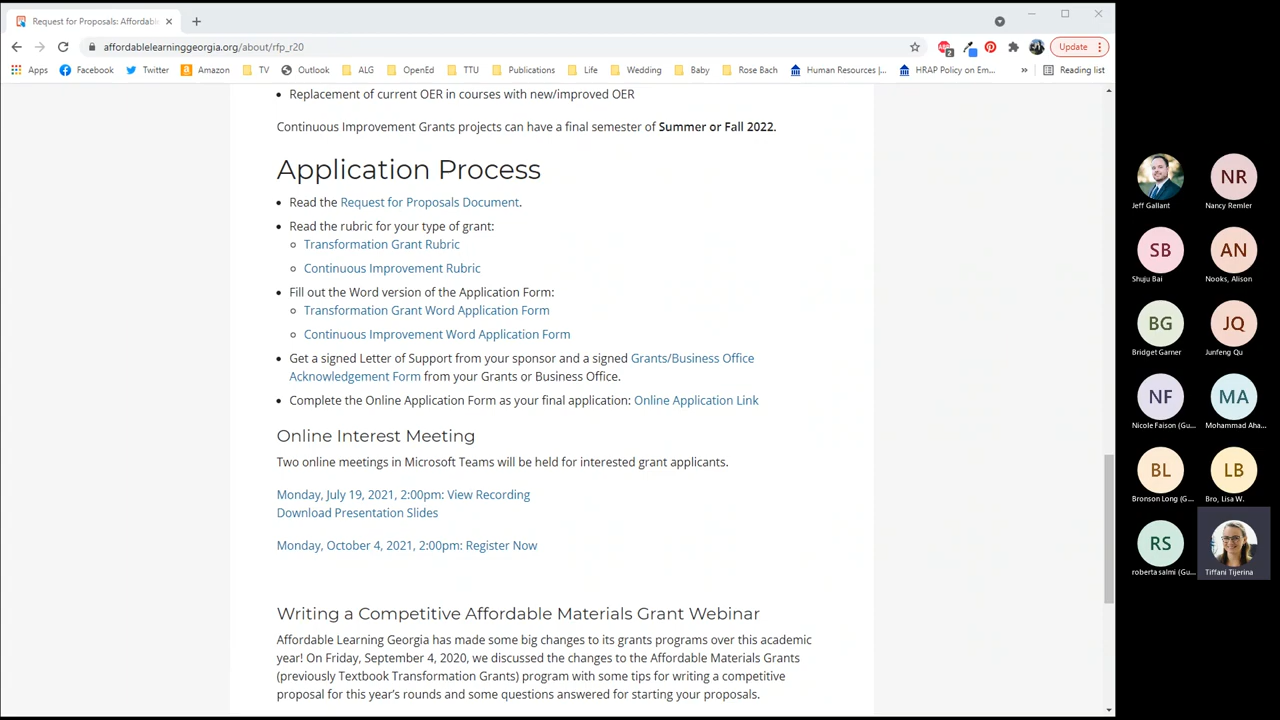 Request for Proposals: Affordabl
affordablelearninggeorgia.org/about/rfp_r20
2
Update
Apps
Facebook
Twitter
Amazon
TV
Outlook
ALG
OpenEd
TTU
Publications
Life
Wedding
Baby
Rose Bach
Human Resources |...
HRAP Policy on Em...
»
Reading list
• Replacement of current OER in courses with new/improved OER
Continuous Improvement Grants projects can have a final semester of Summer or Fall 2022.
Application Process
• Read the Request for Proposals Document.
• Read the rubric for your type of grant:
Transformation Grant Rubric
Continuous Improvement Rubric
• Fill out the Word version of the Application Form:
Transformation Grant Word Application Form
Continuous Improvement Word Application Form
• Get a signed Letter of Support from your sponsor and a signed Grants/Business Office
Acknowledgement Form from your Grants or Business Office.
• Complete the Online Application Form as your final application: Online Application Link
Online Interest Meeting
Two online meetings in Microsoft Teams will be held for interested grant applicants.
Monday, July 19, 2021, 2:00pm: View Recording
Download Presentation Slides
Monday, October 4, 2021, 2:00pm: Register Now
Writing a Competitive Affordable Materials Grant Webinar
Affordable Learning Georgia has made some big changes to its grants programs over this academic
year! On Friday, September 4, 2020, we discussed the changes to the Affordable Materials Grants
(previously Textbook Transformation Grants) program with some tips for writing a competitive
proposal for this year's rounds and some questions answered for starting your proposals.
Jeff Gallant
NR
Nancy Remler
SB
Shuju Bai
AN
Nooks, Alison
BG
Bridget Garner
JQ
Junfeng Qu
NF
Nicole Faison (Gu...
MA
Mohammad Aha...
BL
Bronson Long (G...
LB
Bro, Lisa W.
RS
roberta salmi (Gu...
Tiffani Tijerina